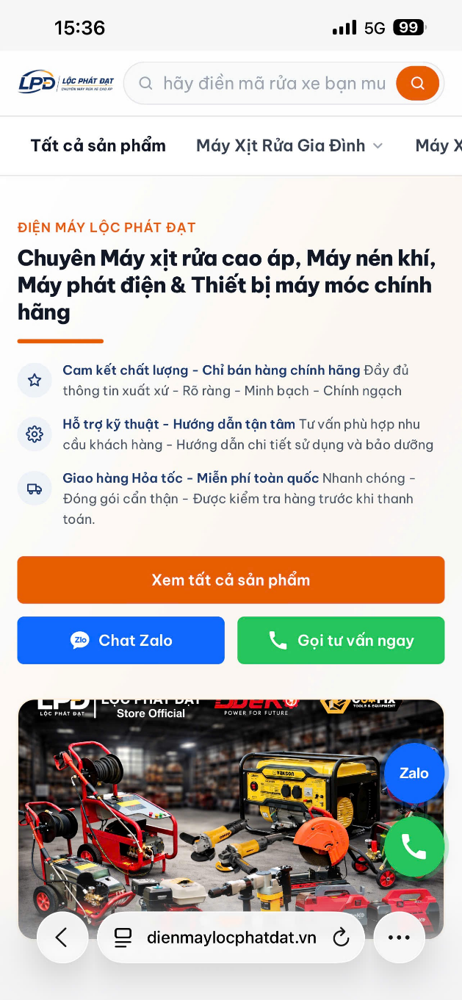 15:36
5G 99
LPD LỘC PHÁT ĐẠT
CHUYÊN MÁY RỬA XE CAO ÁP
hãy điền mã rửa xe bạn mu
Tất cả sản phẩm Máy Xịt Rửa Gia Đình Máy X
ĐIỆN MÁY LỘC PHÁT ĐẠT
Chuyên Máy xịt rửa cao áp, Máy nén khí,
Máy phát điện & Thiết bị máy móc chính
hãng
Cam kết chất lượng - Chỉ bán hàng chính hãng Đầy đủ
thông tin xuất xứ - Rõ ràng - Minh bạch - Chính ngạch
Hỗ trợ kỹ thuật - Hướng dẫn tận tâm Tư vấn phù hợp nhu
cầu khách hàng - Hướng dẫn chi tiết sử dụng và bảo dưỡng
Giao hàng Hỏa tốc - Miễn phí toàn quốc Nhanh chóng -
Đóng gói cẩn thận - Được kiểm tra hàng trước khi thanh
toán.
Xem tất cả sản phẩm
Zlo Chat Zalo Gọi tư vấn ngay
LPD LỘC PHÁT ĐẠT
LỘC PHÁT ĐẠT Store Official POWER FOR FUTURE TOOLS & EQUIPMENT
Yakson
Zalo
dienmaylocphatdat.vn